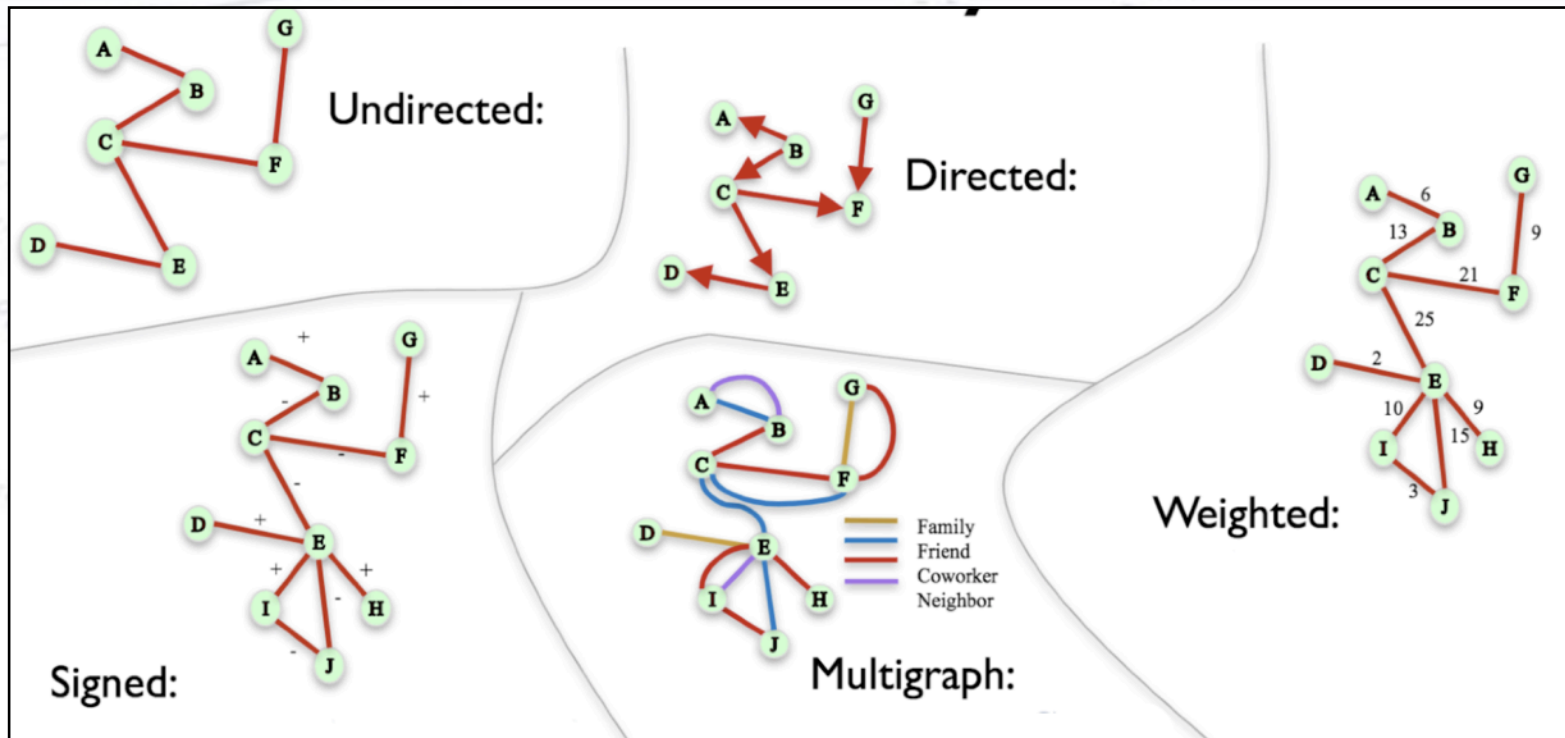 Undirected:
A
G
B
C
F
D
E
Directed:
A
G
B
C
F
D
E
Weighted:
A
G
6
B
9
13
C
21
F
25
D
2
E
10
9
15
I
H
3
J
Signed:
+
A
G
B
+
-
C
-
F
-
D
+
E
+
+
-
I
H
-
J
Multigraph:
A
G
B
C
F
D
E
I
H
J
Family
Friend
Coworker
Neighbor